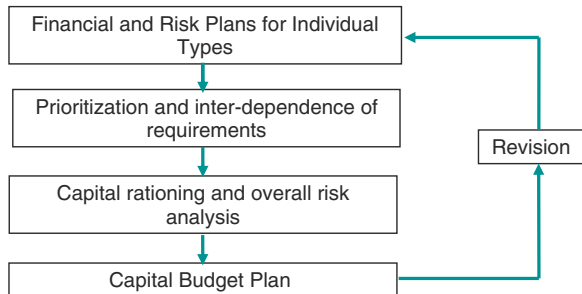 Financial and Risk Plans for Individual
Types
Prioritization and inter-dependence of
requirements
Revision
Capital rationing and overall risk
analysis
Capital Budget Plan